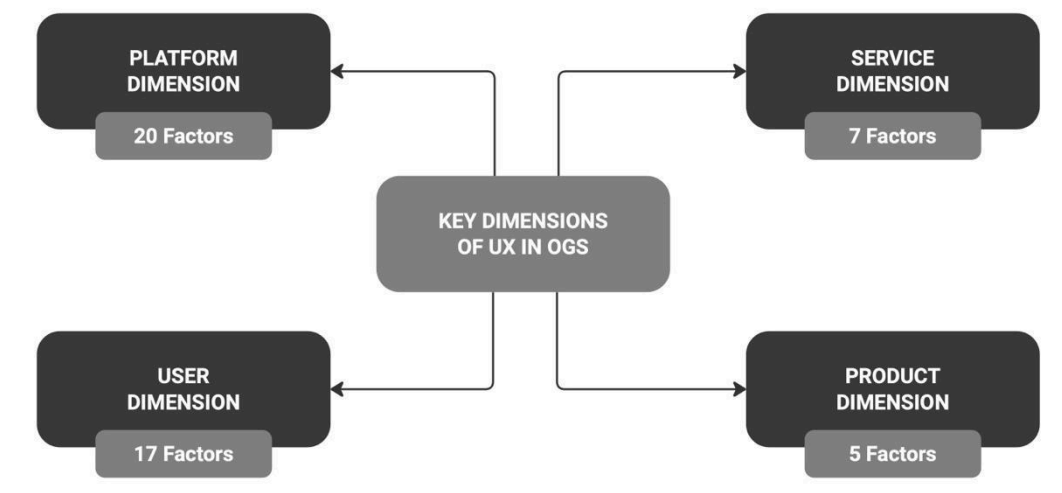 PLATFORM
DIMENSION
20 Factors
SERVICE
DIMENSION
7 Factors
KEY DIMENSIONS
OF UX IN OGS
USER
DIMENSION
17 Factors
PRODUCT
DIMENSION
5 Factors